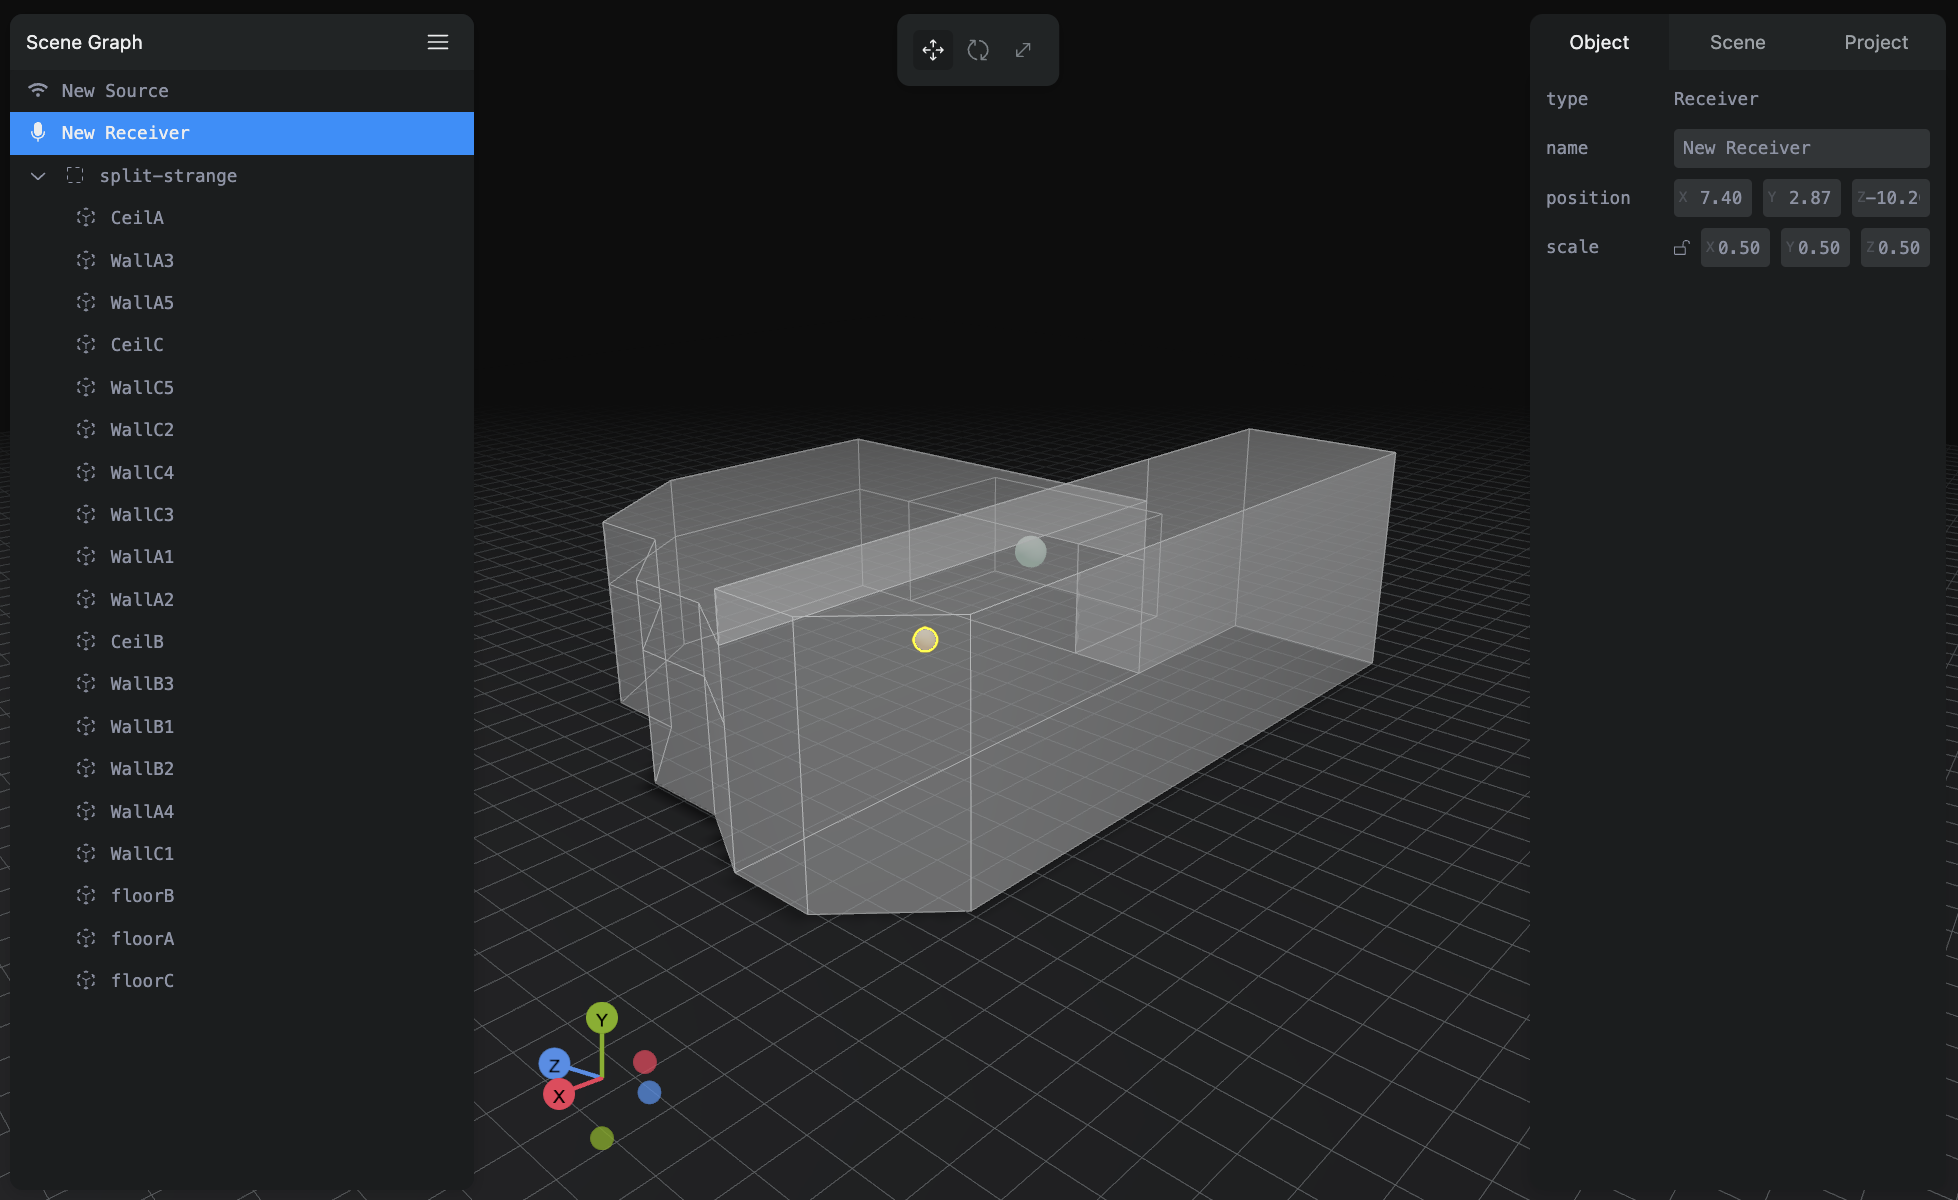 Scene Graph
New Source
New Receiver
split-strange
CeilA
WallA3
WallA5
CeilC
WallC5
WallC2
WallC4
WallC3
WallA1
WallA2
CeilB
WallB3
WallB1
WallB2
WallA4
WallC1
floorB
floorA
floorC
Y
Z
X
Object Scene Project
type Receiver
name New Receiver
position X 7.40 Y 2.87 Z -10.2
scale X 0.50 Y 0.50 Z 0.50